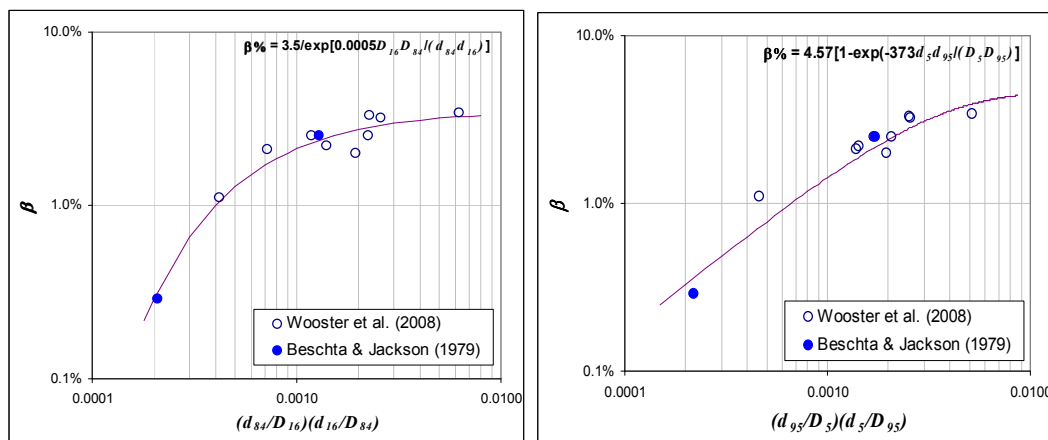 10.0%
β% = 3.5/exp[0.0005D16D84/(d84d16)]
1.0%
β
Wooster et al. (2008)
Beschta & Jackson (1979)
0.1%
0.0001 0.0010 0.0100
(d84/D16)(d16/D84)
10.0%
β% = 4.57[1-exp(-373d5d95/(D5D95)]
1.0%
β
Wooster et al. (2008)
Beschta & Jackson (1979)
0.1%
0.0001 0.0010 0.0100
(d95/D5)(d5/D95)